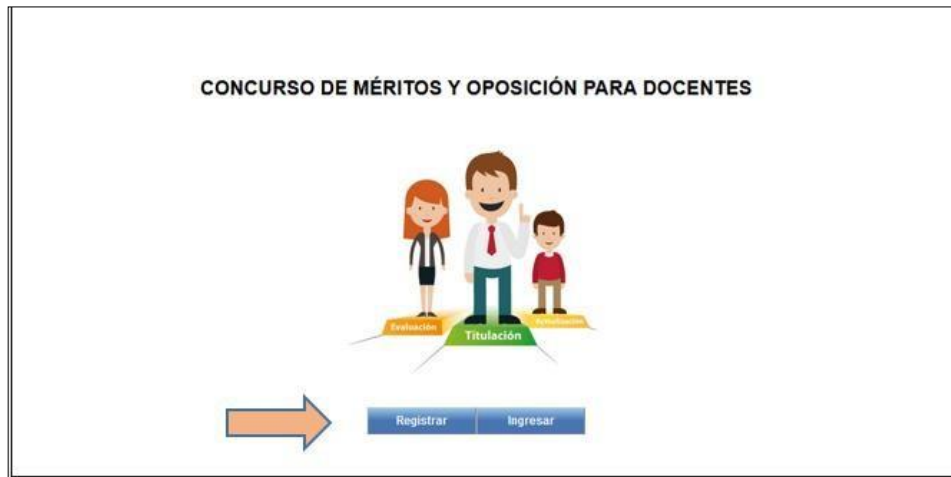 CONCURSO DE MÉRITOS Y OPOSICIÓN PARA DOCENTES
Evaluación
Titulación
Actualización
Registrar
Ingresar